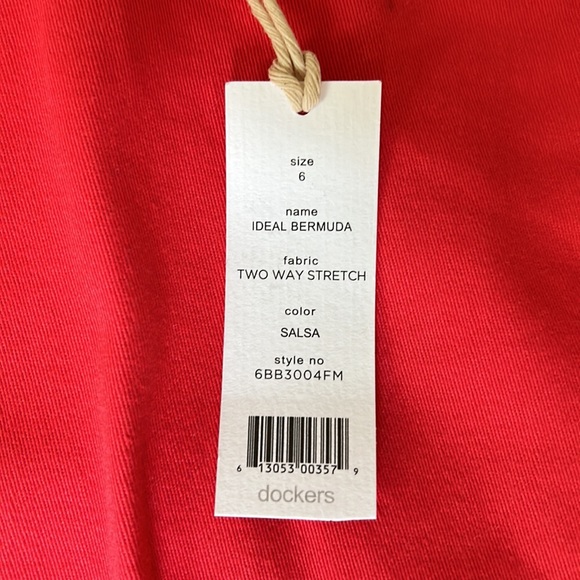 size
6
name
IDEAL BERMUDA
fabric
TWO WAY STRETCH
color
SALSA
style no
6BB3004FM
6 13053 00357 9
dockers